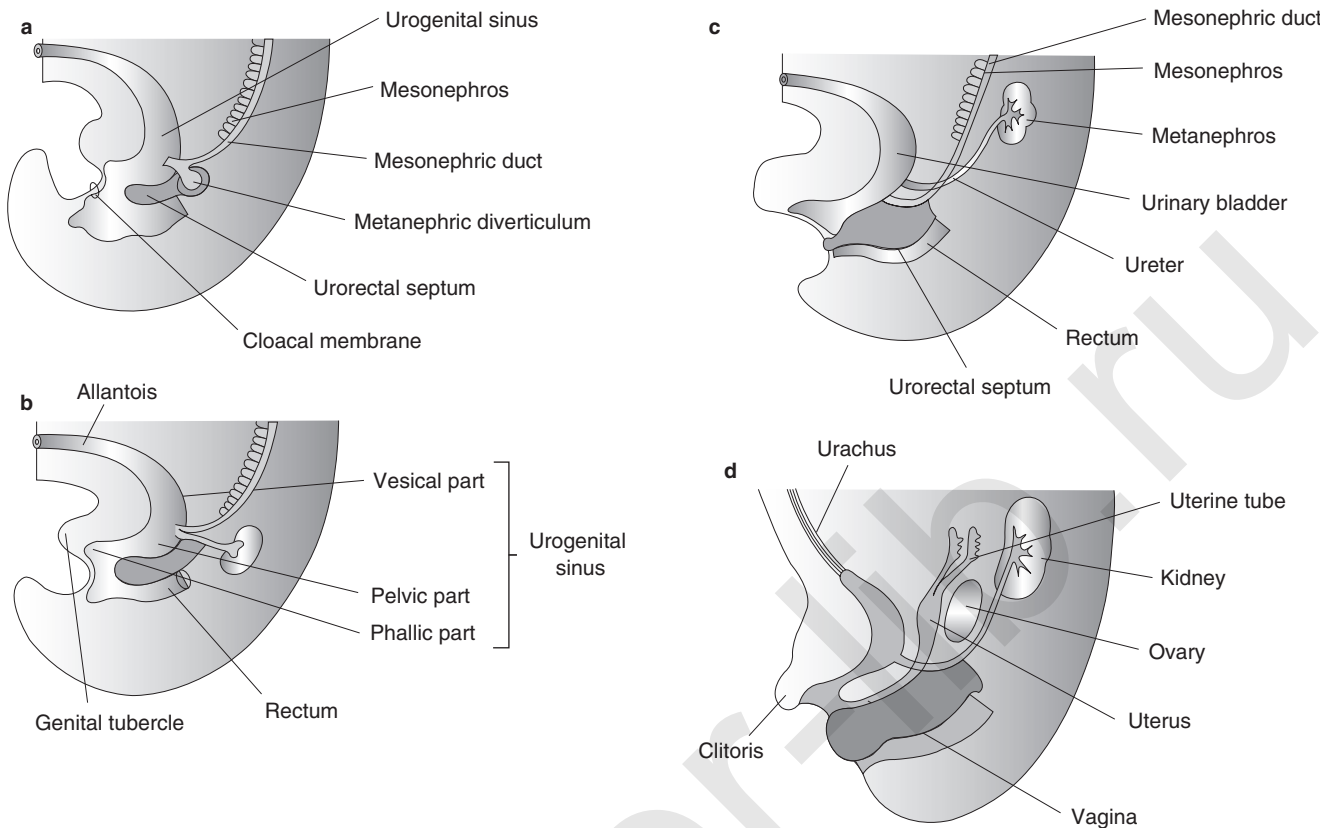 a
Urogenital sinus
Mesonephros
Mesonephric duct
Metanephric diverticulum
Urorectal septum
Cloacal membrane
b
Allantois
Vesical part
Urogenital
sinus
Pelvic part
Phallic part
Rectum
Genital tubercle
c
Mesonephric duct
Mesonephros
Metanephros
Urinary bladder
Ureter
Rectum
Urorectal septum
d
Urachus
Uterine tube
Kidney
Ovary
Uterus
Clitoris
Vagina